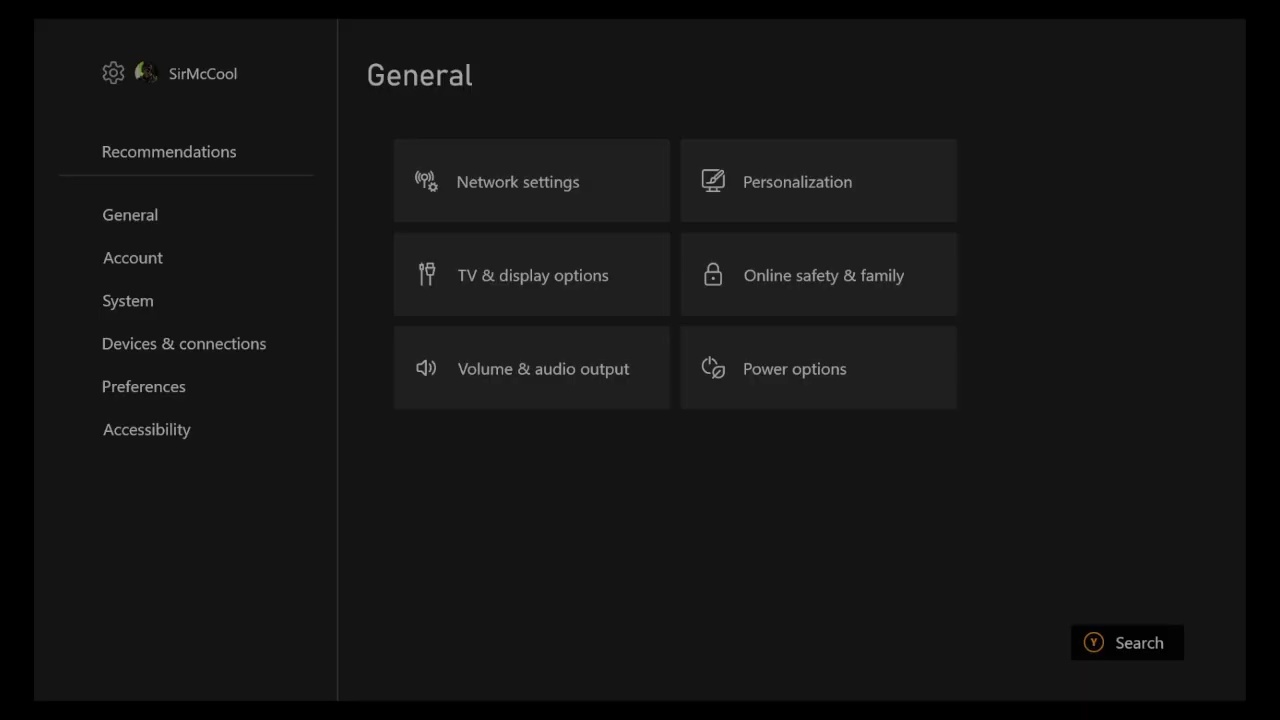 SirMcCool
Recommendations
General
Account
System
Devices & connections
Preferences
Accessibility
General
Network settings
Personalization
TV & display options
Online safety & family
Volume & audio output
Power options
Y Search